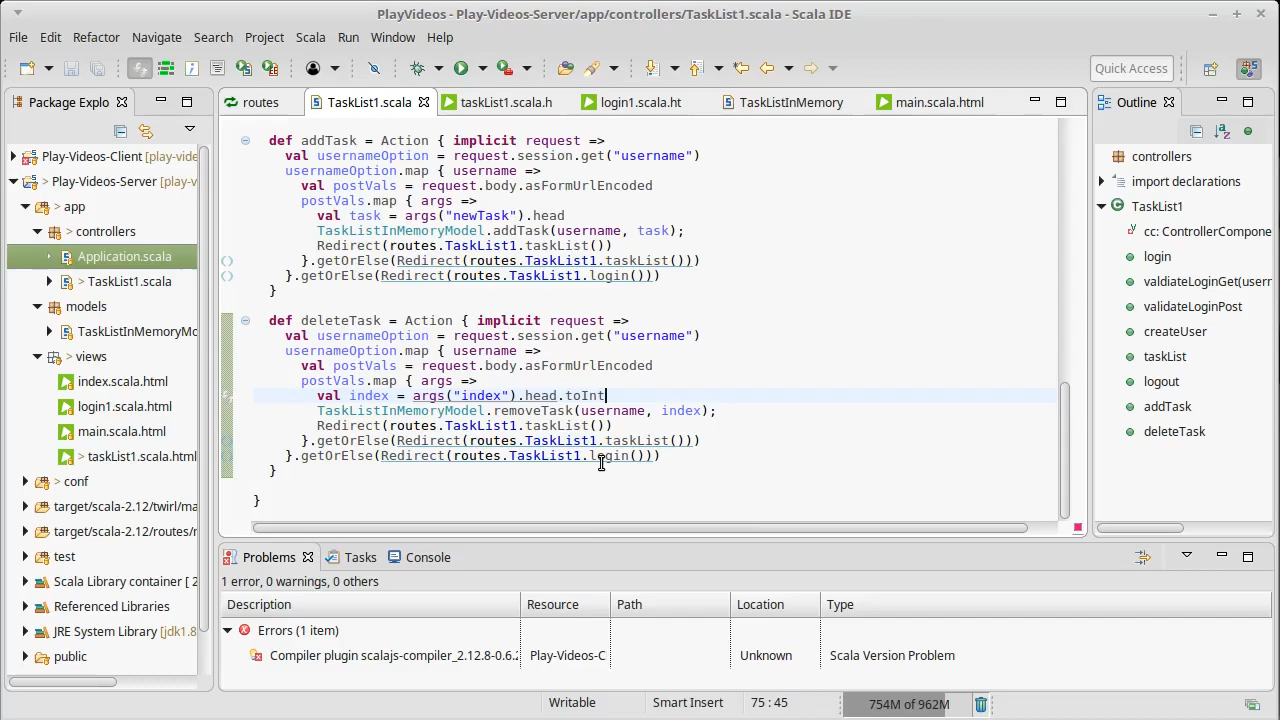 PlayVideos - Play-Videos-Server/app/controllers/TaskList1.scala - Scala IDE
File Edit Refactor Navigate Search Project Scala Run Window Help
Quick Access
Package Explo
routes
TaskList1.scala
taskList1.scala.h
login1.scala.ht
TaskListInMemory
main.scala.html
Outline
Play-Videos-Client [play-vide
> Play-Videos-Server [play-v
> app
> controllers
Application.scala
> TaskList1.scala
models
TaskListInMemoryMo
> views
index.scala.html
login1.scala.html
main.scala.html
> taskList1.scala.html
> conf
target/scala-2.12/twirl/ma
target/scala-2.12/routes/r
test
Scala Library container [ 2
Referenced Libraries
JRE System Library [jdk1.8
public
def addTask = Action { implicit request =>
val usernameOption = request.session.get("username")
usernameOption.map { username =>
val postVals = request.body.asFormUrlEncoded
postVals.map { args =>
val task = args("newTask").head
TaskListInMemoryModel.addTask(username, task);
Redirect(routes.TaskList1.taskList())
}.getOrElse(Redirect(routes.TaskList1.taskList()))
}.getOrElse(Redirect(routes.TaskList1.login()))
}
def deleteTask = Action { implicit request =>
val usernameOption = request.session.get("username")
usernameOption.map { username =>
val postVals = request.body.asFormUrlEncoded
postVals.map { args =>
val index = args("index").head.toInt
TaskListInMemoryModel.removeTask(username, index);
Redirect(routes.TaskList1.taskList())
}.getOrElse(Redirect(routes.TaskList1.taskList()))
}.getOrElse(Redirect(routes.TaskList1.login()))
}
}
controllers
import declarations
TaskList1
cc: ControllerCompone
login
valdiateLoginGet(usern
validateLoginPost
createUser
taskList
logout
addTask
deleteTask
Problems
Tasks
Console
1 error, 0 warnings, 0 others
Description Resource Path Location Type
Errors (1 item)
Compiler plugin scalajs-compiler_2.12.8-0.6.2 Play-Videos-C Unknown Scala Version Problem
Writable Smart Insert 75 : 45 754M of 962M